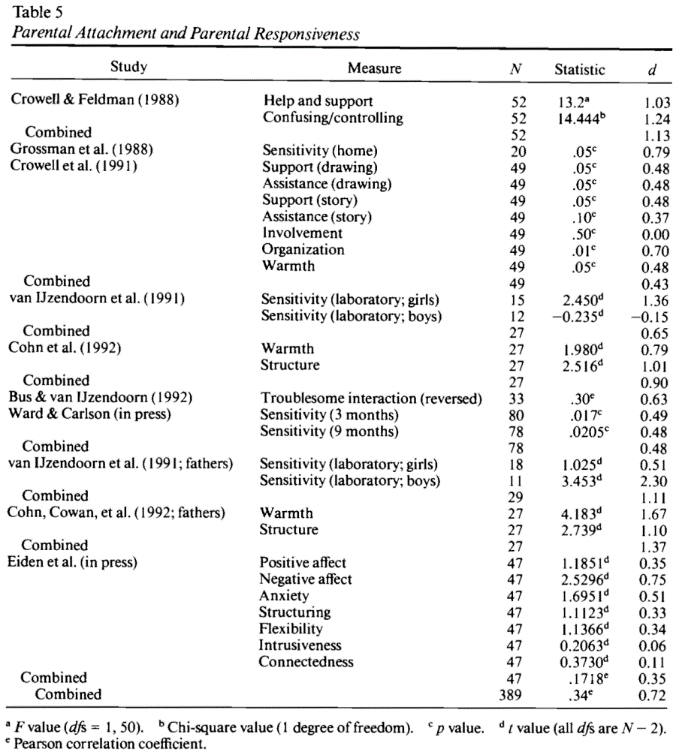 Table 5
Parental Attachment and Parental Responsiveness
Study Measure N Statistic d
Crowell & Feldman (1988) Help and support 52 13.2ᵃ 1.03
Confusing/controlling 52 14.444ᵇ 1.24
Combined 52 1.13
Grossman et al. (1988) Sensitivity (home) 20 .05ᶜ 0.79
Crowell et al. (1991) Support (drawing) 49 .05ᶜ 0.48
Assistance (drawing) 49 .05ᶜ 0.48
Support (story) 49 .05ᶜ 0.48
Assistance (story) 49 .10ᶜ 0.37
Involvement 49 .50ᶜ 0.00
Organization 49 .01ᶜ 0.70
Warmth 49 .05ᶜ 0.48
Combined 49 0.43
van IJzendoorn et al. (1991) Sensitivity (laboratory; girls) 15 2.450ᵈ 1.36
Sensitivity (laboratory; boys) 12 −0.235ᵈ −0.15
Combined 27 0.65
Cohn et al. (1992) Warmth 27 1.980ᵈ 0.79
Structure 27 2.516ᵈ 1.01
Combined 27 0.90
Bus & van IJzendoorn (1992) Troublesome interaction (reversed) 33 .30ᵉ 0.63
Ward & Carlson (in press) Sensitivity (3 months) 80 .017ᶜ 0.49
Sensitivity (9 months) 78 .0205ᶜ 0.48
Combined 78 0.48
van IJzendoorn et al. (1991; fathers) Sensitivity (laboratory; girls) 18 1.025ᵈ 0.51
Sensitivity (laboratory; boys) 11 3.453ᵈ 2.30
Combined 29 1.11
Cohn, Cowan, et al. (1992; fathers) Warmth 27 4.183ᵈ 1.67
Structure 27 2.739ᵈ 1.10
Combined 27 1.37
Eiden et al. (in press) Positive affect 47 1.1851ᵈ 0.35
Negative affect 47 2.5296ᵈ 0.75
Anxiety 47 1.6951ᵈ 0.51
Structuring 47 1.1123ᵈ 0.33
Flexibility 47 1.1366ᵈ 0.34
Intrusiveness 47 0.2063ᵈ 0.06
Connectedness 47 0.3730ᵈ 0.11
Combined 47 .1718ᵉ 0.35
Combined 389 .34ᵉ 0.72
ᵃ F value (dfs = 1, 50). ᵇ Chi-square value (1 degree of freedom). ᶜ p value. ᵈ t value (all dfs are N − 2).
ᵉ Pearson correlation coefficient.